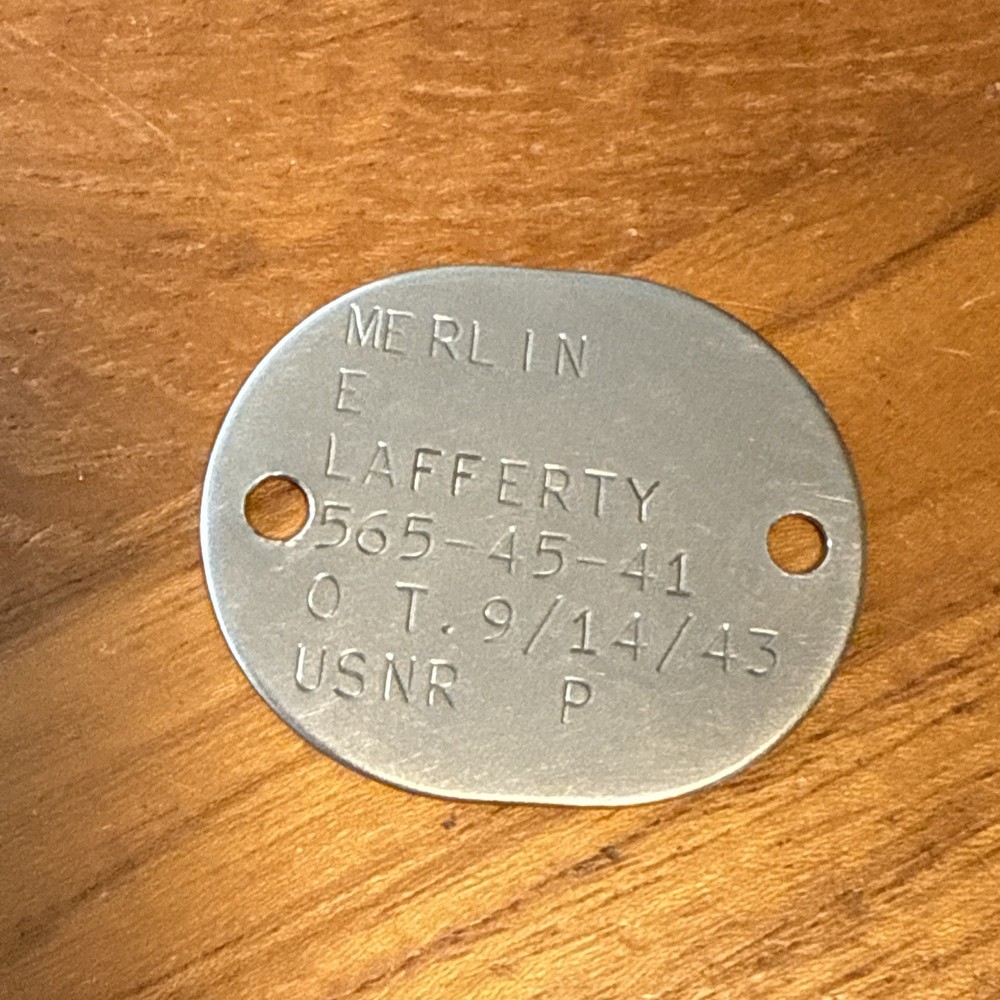 MERLIN
E
LAFFERTY
565-45-41
O T. 9/14/43
USNR P